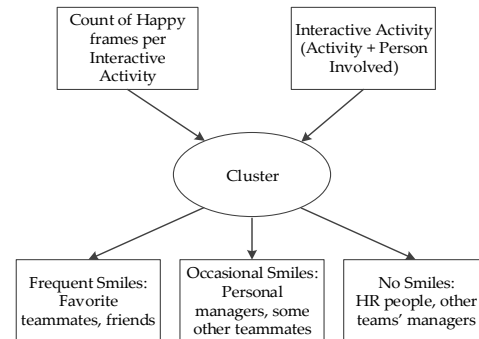 Count of Happy
frames per
Interactive
Activity
Interactive Activity
(Activity + Person
Involved)
Cluster
Frequent Smiles:
Favorite
teammates, friends
Occasional Smiles:
Personal
managers, some
other teammates
No Smiles:
HR people, other
teams’ managers